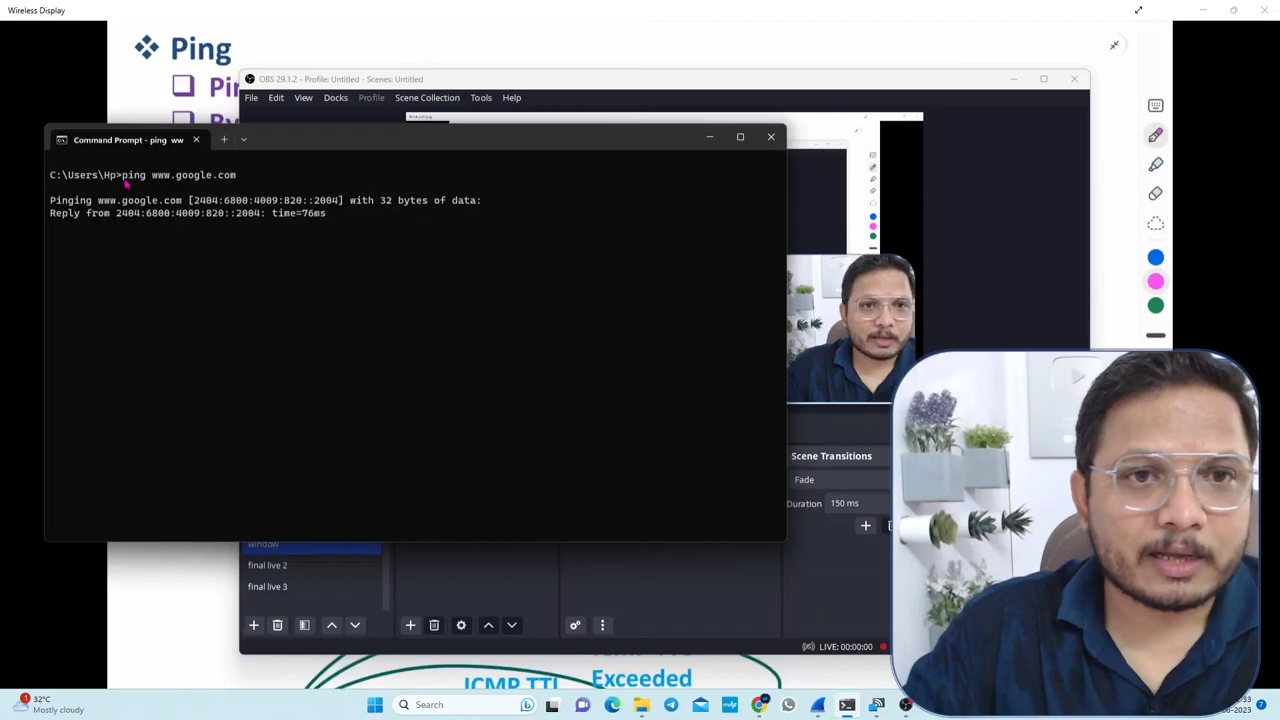 Wireless Display
Ping
OBS 29.1.2 - Profile: Untitled - Scenes: Untitled
File Edit View Docks Profile Scene Collection Tools Help
Command Prompt - ping ww
C:\Users\Hp>ping www.google.com
Pinging www.google.com [2404:6800:4009:820::2004] with 32 bytes of data:
Reply from 2404:6800:4009:820::2004: time=76ms
Scene Transitions
Fade
Duration 150 ms
window
final live 2
final live 3
LIVE: 00:00:00
Exceeded
ICMP TTL
1
32°C
Mostly cloudy
Search